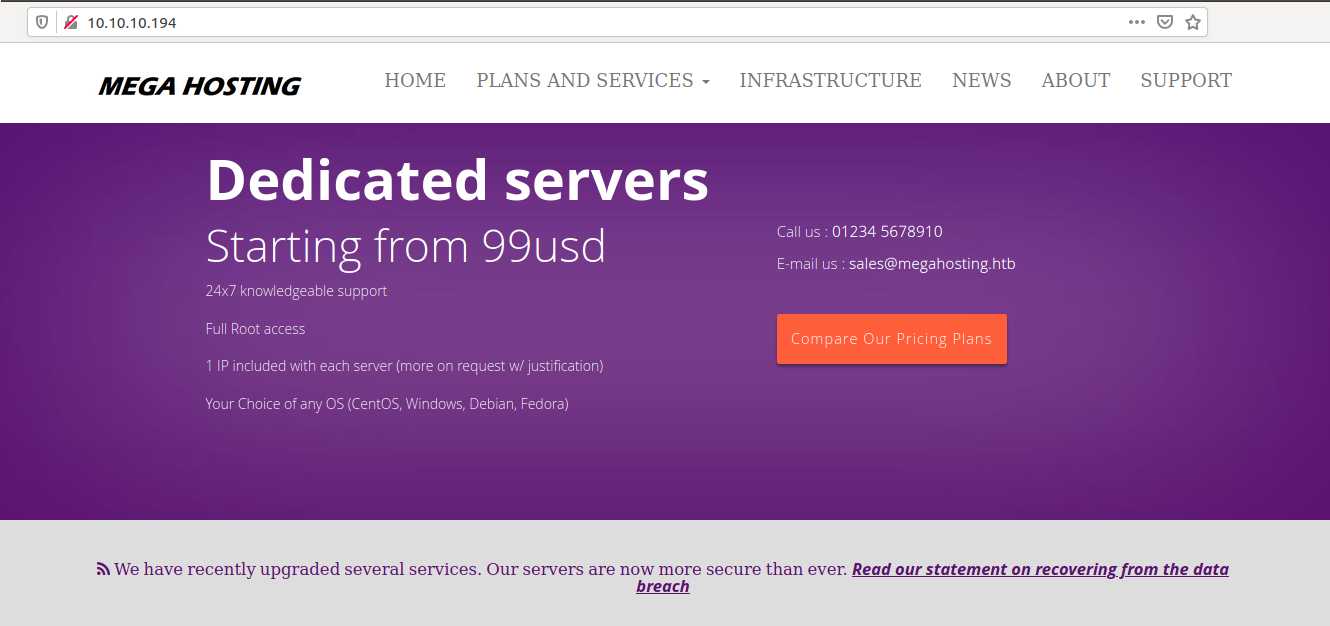 10.10.10.194
MEGA HOSTING
HOME PLANS AND SERVICES INFRASTRUCTURE NEWS ABOUT SUPPORT
Dedicated servers
Starting from 99usd
24x7 knowledgeable support
Full Root access
1 IP included with each server (more on request w/ justification)
Your Choice of any OS (CentOS, Windows, Debian, Fedora)
Call us : 01234 5678910
E-mail us : sales@megahosting.htb
Compare Our Pricing Plans
We have recently upgraded several services. Our servers are now more secure than ever. Read our statement on recovering from the data
breach